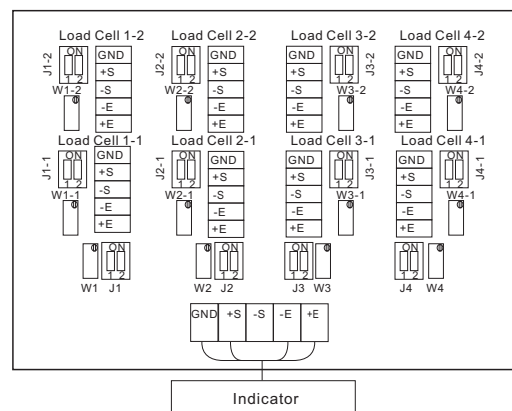 Load Cell 1-2 Load Cell 2-2 Load Cell 3-2 Load Cell 4-2
J1-2 ON 1 2 GND J2-2 ON 1 2 GND GND ON 1 2 J3-2 GND ON 1 2 J4-2
+S +S +S +S
W1-2 -S W2-2 -S -S W3-2 -S W4-2
-E -E -E -E
+E +E +E +E
Load Cell 1-1 Load Cell 2-1 Load Cell 3-1 Load Cell 4-1
J1-1 ON 1 2 GND J2-1 ON 1 2 GND GND ON 1 2 J3-1 GND ON 1 2 J4-1
+S +S +S +S
W1-1 -S W2-1 -S -S W3-1 -S W4-1
-E -E -E -E
+E +E +E +E
ON ON ON ON
1 2 1 2 1 2 1 2
W1 J1 W2 J2 J3 W3 J4 W4
GND +S -S -E +E
Indicator